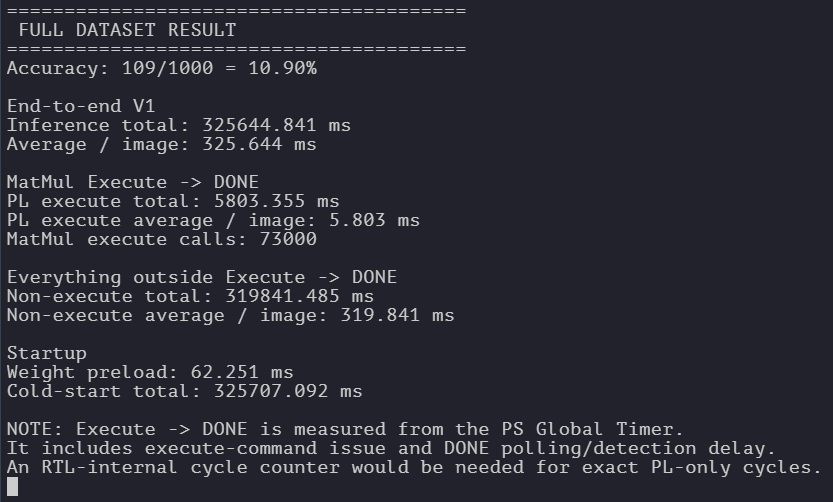 ========================================
FULL DATASET RESULT
========================================
Accuracy: 109/1000 = 10.90%
End-to-end V1
Inference total: 325644.841 ms
Average / image: 325.644 ms
MatMul Execute -> DONE
PL execute total: 5803.355 ms
PL execute average / image: 5.803 ms
MatMul execute calls: 73000
Everything outside Execute -> DONE
Non-execute total: 319841.485 ms
Non-execute average / image: 319.841 ms
Startup
Weight preload: 62.251 ms
Cold-start total: 325707.092 ms
NOTE: Execute -> DONE is measured from the PS Global Timer.
It includes execute-command issue and DONE polling/detection delay.
An RTL-internal cycle counter would be needed for exact PL-only cycles.